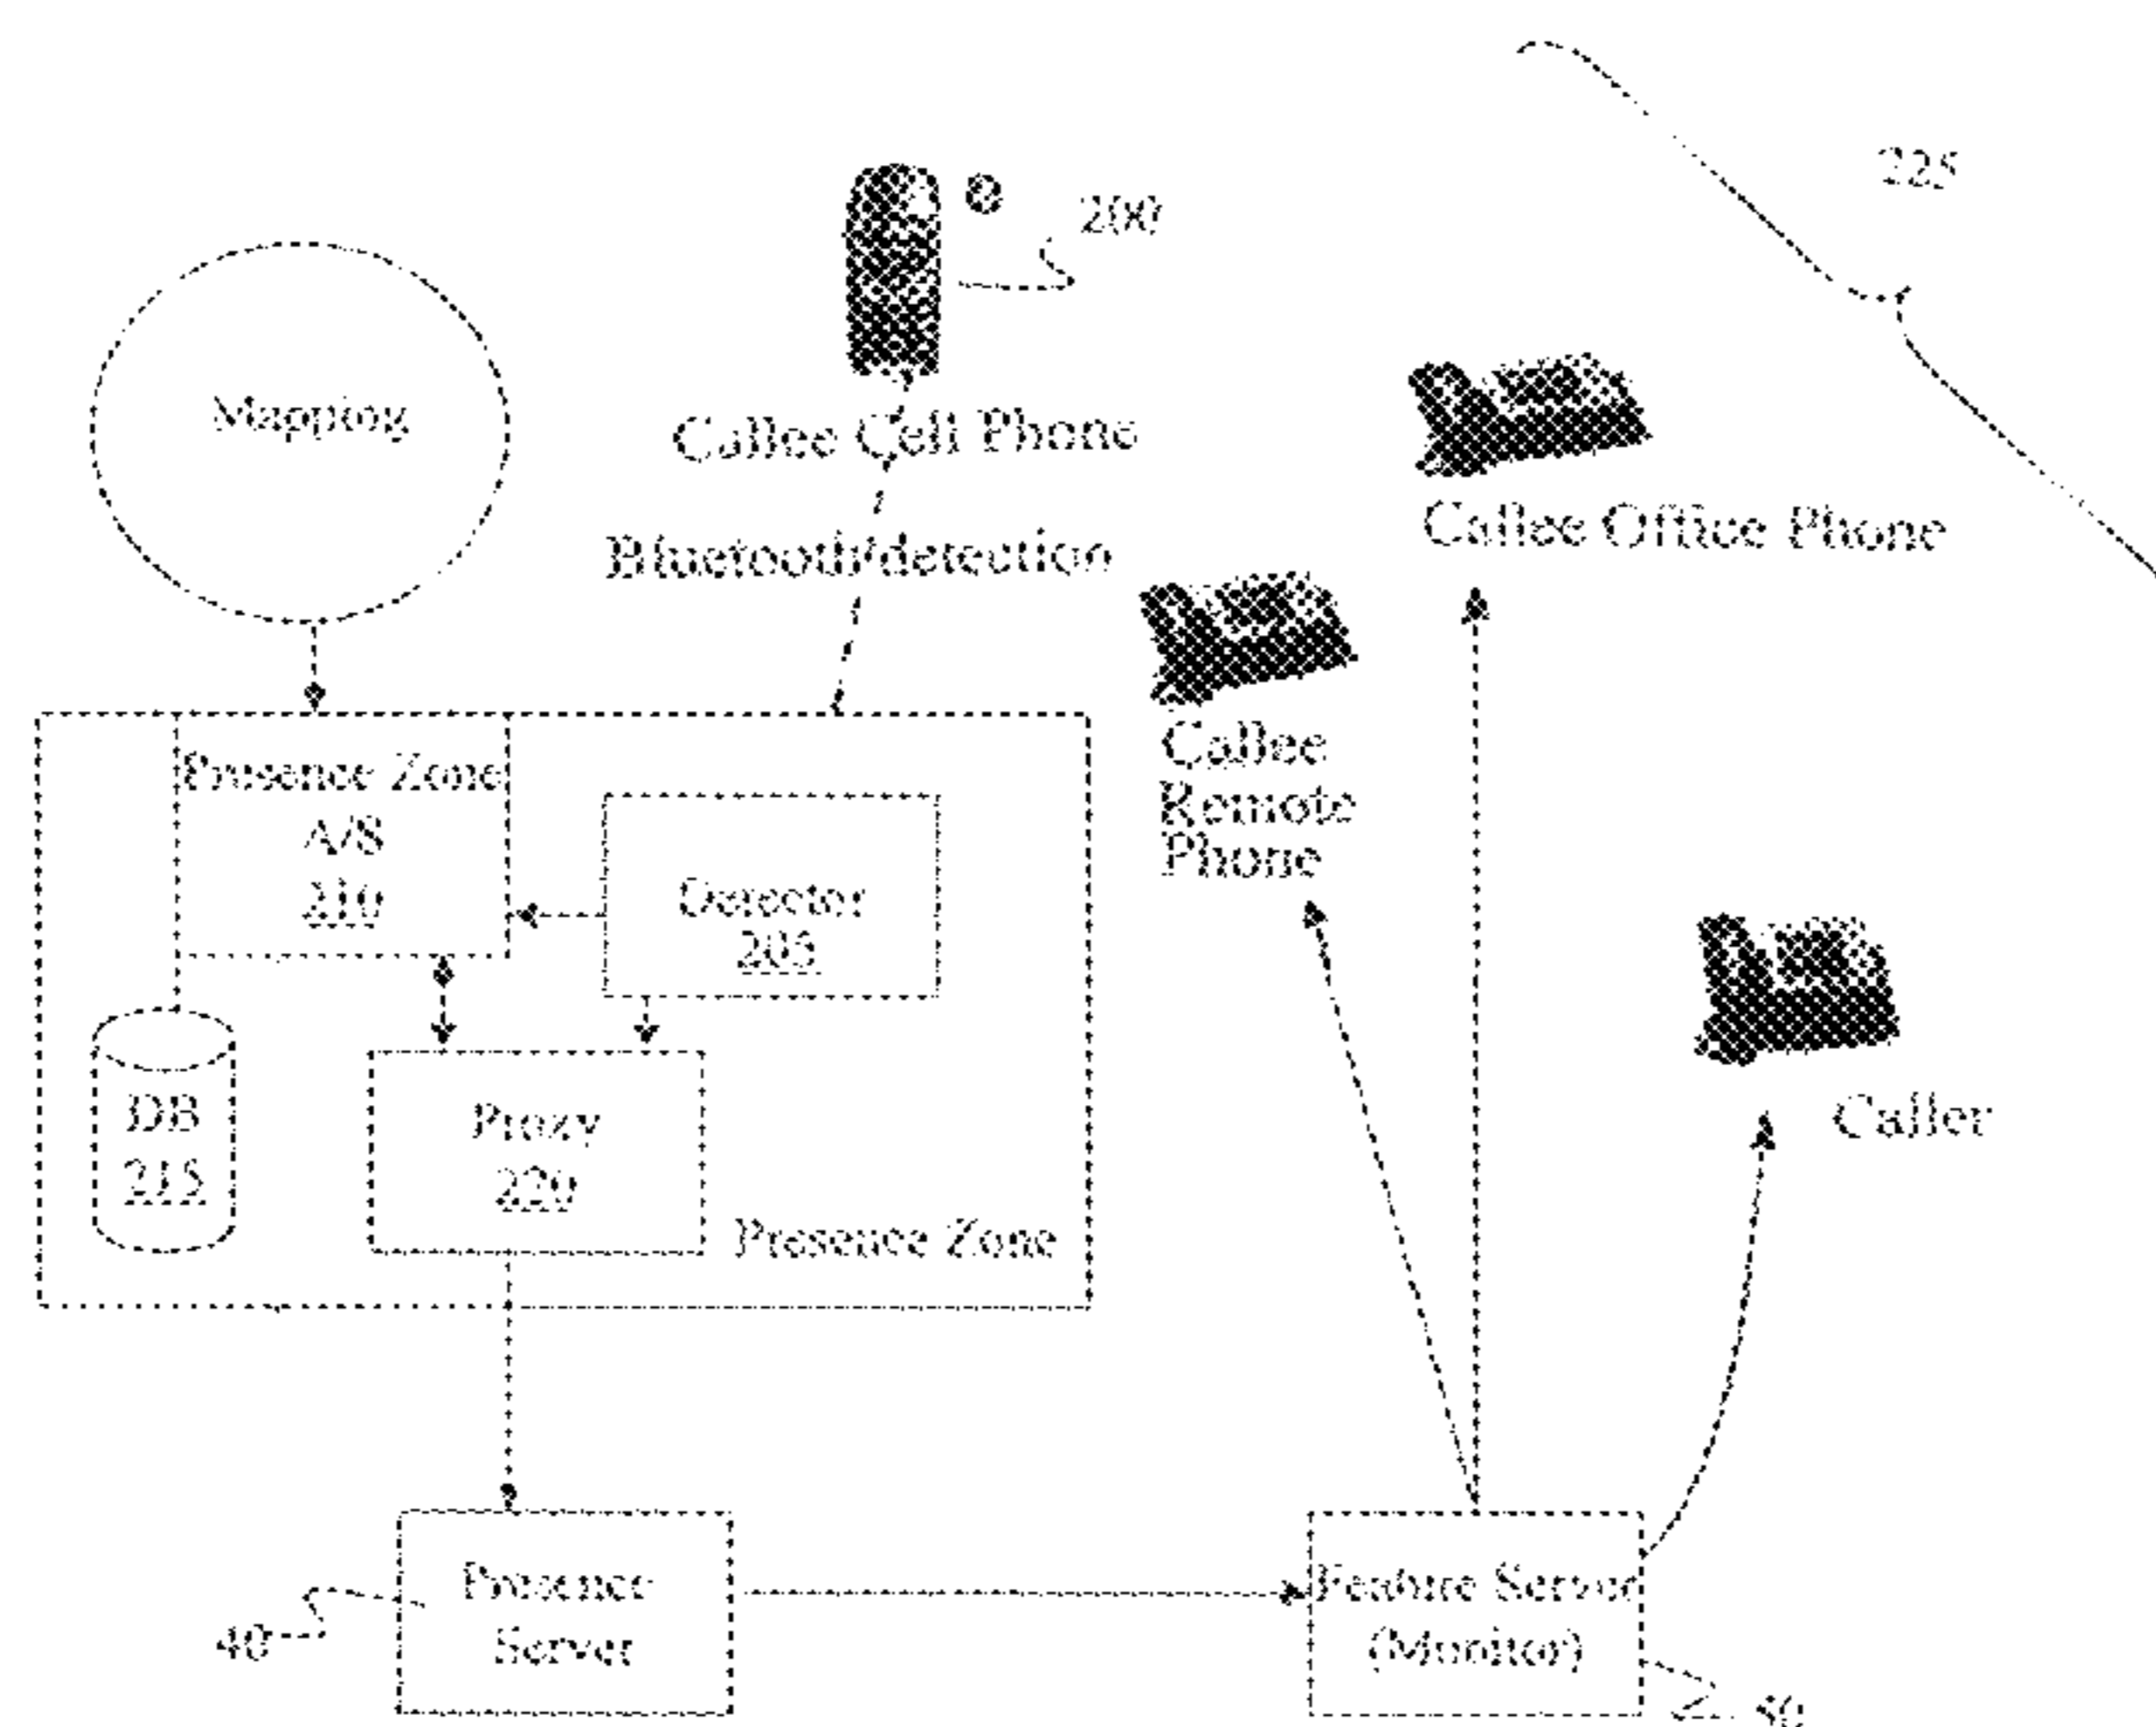 225
200
Mapping
Callee Cell Phone
Callee Office Phone
Bluetooth/detection
Presence Zone
A/S
210
Callee
Remote
Phone
Detector
205
DB
215
Proxy
220
Caller
Presence Zone
Presence
Server
40
Feature Server
(Monitor)